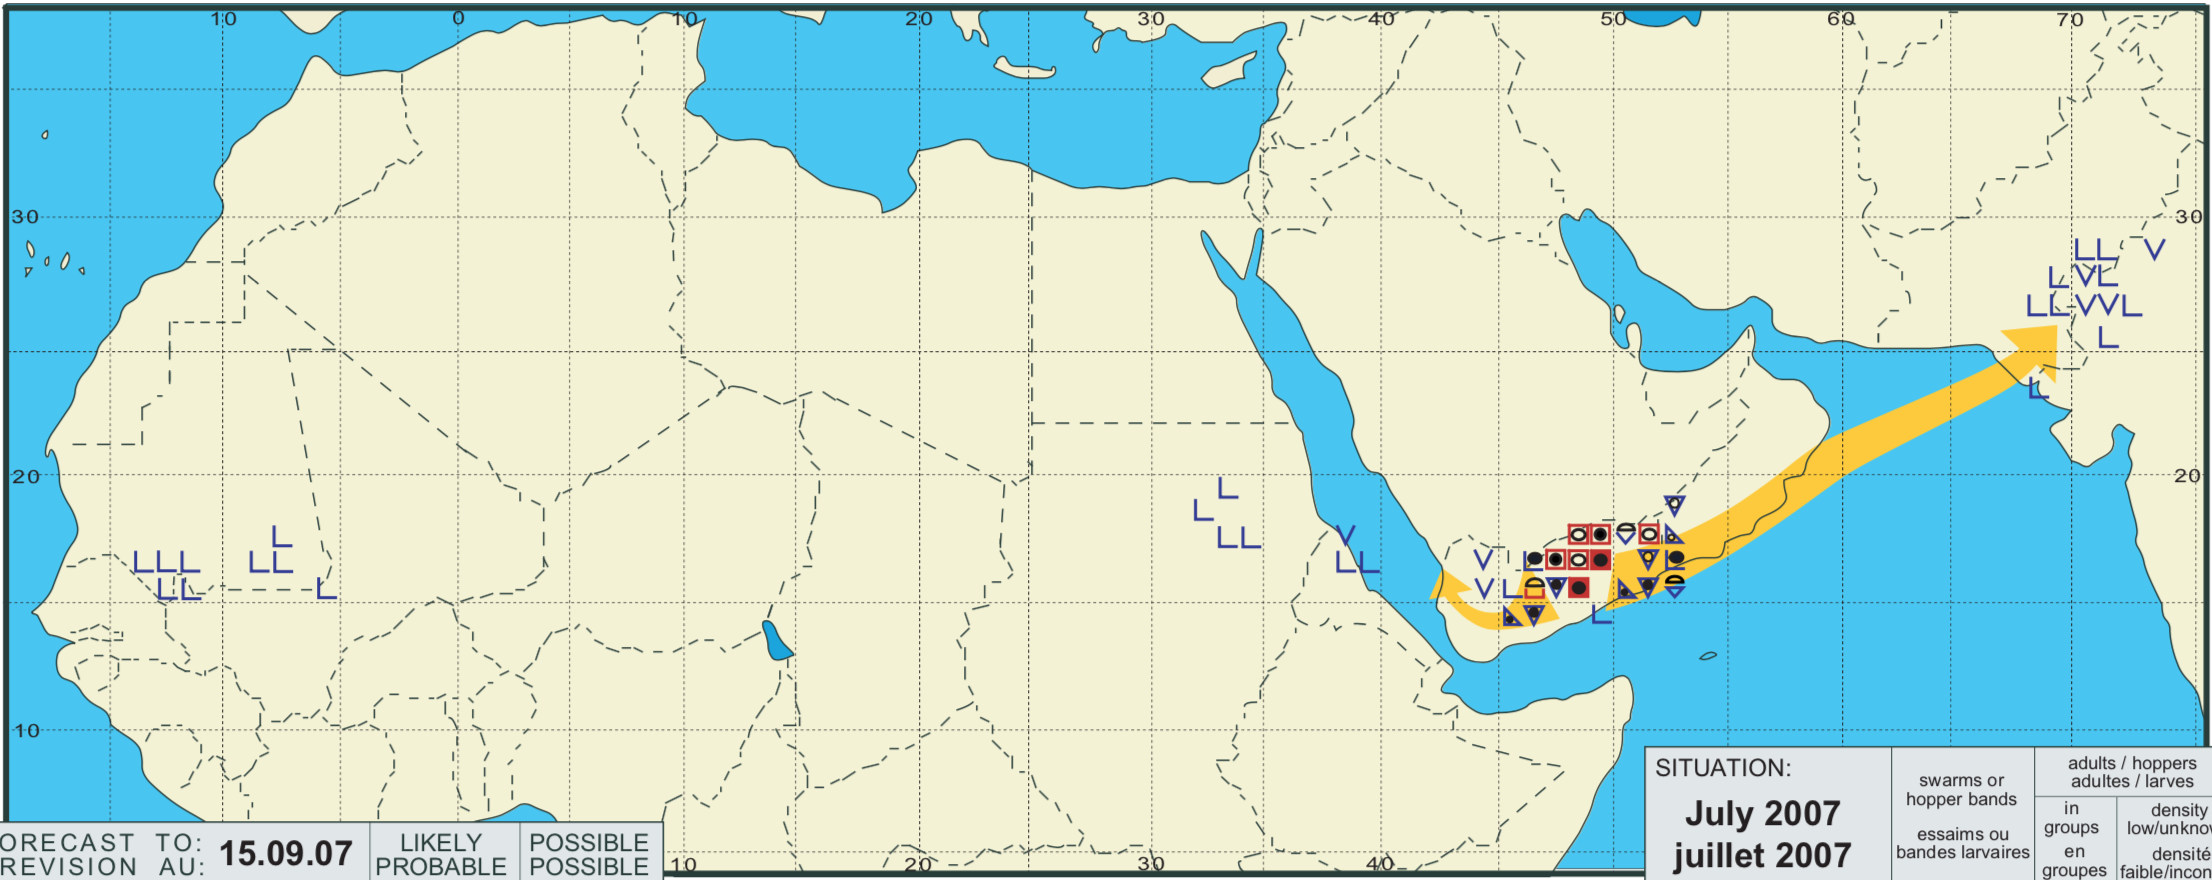 10 0 10 20 30 40 50 60 70
30 30
20 20
10
10 20 30 40
L
L
L L
V
L L
L
L L L L L
L L L
V
V L
L
L L V
L V L
L L V V L
L
L
ORECAST TO:
REVISION AU:
15.09.07
LIKELY
PROBABLE
POSSIBLE
POSSIBLE
SITUATION:
July 2007
juillet 2007
swarms or
hopper bands
essaims ou
bandes larvaires
adults / hoppers
adultes / larves
in
groups
en
groupes
density
low/unkno
densité
faible/incon